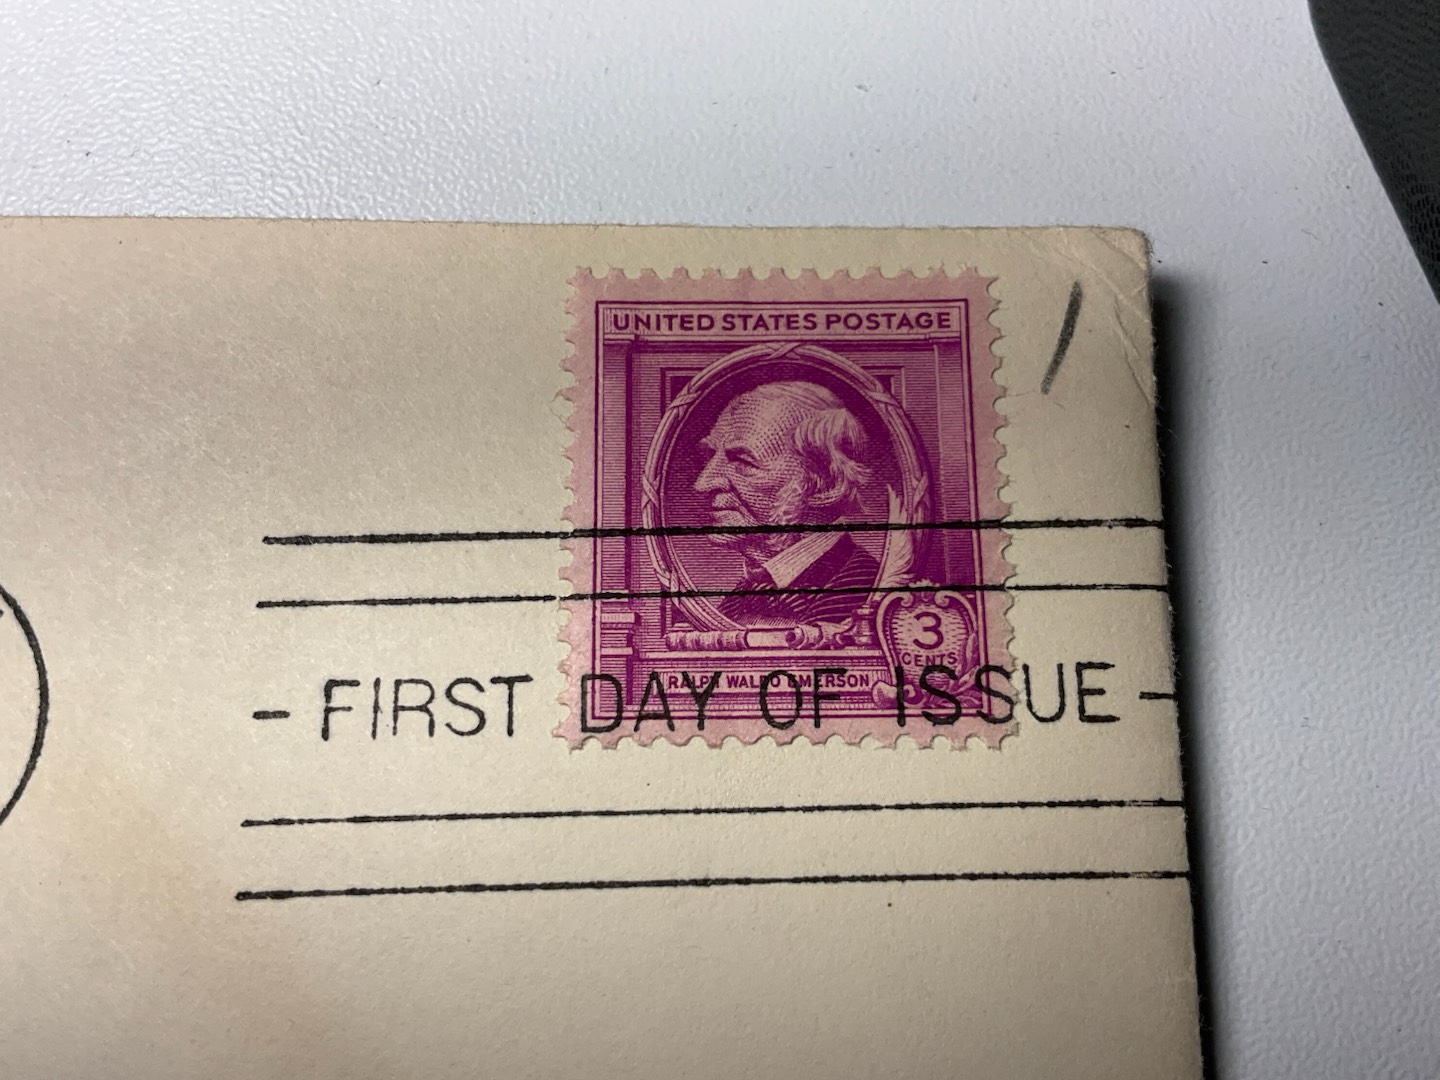 UNITED STATES POSTAGE
3
CENTS
RALPH WALDO EMERSON
- FIRST DAY OF ISSUE -